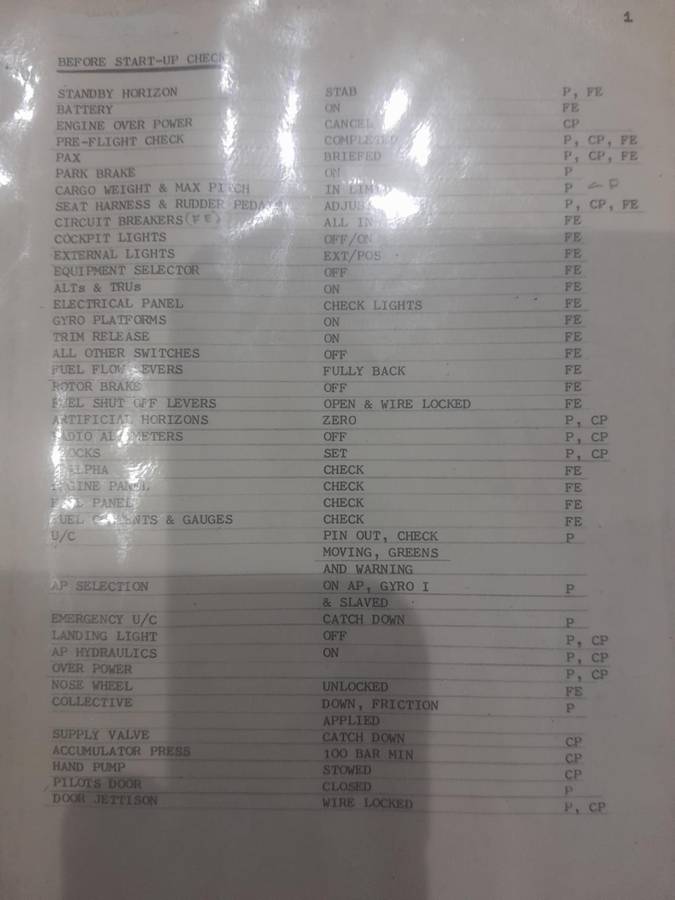 1
BEFORE START-UP CHECK
STANDBY HORIZON STAB P, FE
BATTERY ON FE
ENGINE OVER POWER CANCEL CP
PRE-FLIGHT CHECK COMPLETED P, CP, FE
PAX BRIEFED P, CP, FE
PARK BRAKE ON P
CARGO WEIGHT & MAX PITCH IN LIMITS P
SEAT HARNESS & RUDDER PEDALS ADJUST P, CP, FE
CIRCUIT BREAKERS (FE) ALL IN FE
COCKPIT LIGHTS OFF/ON FE
EXTERNAL LIGHTS EXT/POS FE
EQUIPMENT SELECTOR OFF FE
ALTs & TRUs ON FE
ELECTRICAL PANEL CHECK LIGHTS FE
GYRO PLATFORMS ON FE
TRIM RELEASE ON FE
ALL OTHER SWITCHES OFF FE
FUEL FLOW LEVERS FULLY BACK FE
ROTOR BRAKE OFF FE
FUEL SHUT OFF LEVERS OPEN & WIRE LOCKED FE
ARTIFICIAL HORIZONS ZERO P, CP
RADIO ALTIMETERS OFF P, CP
CLOCKS SET P, CP
ALPHA CHECK FE
ENGINE PANEL CHECK FE
FUEL PANEL CHECK FE
FUEL CONTENTS & GAUGES CHECK FE
U/C PIN OUT, CHECK P
MOVING, GREENS
AND WARNING
AP SELECTION ON AP, GYRO I P
& SLAVED
EMERGENCY U/C CATCH DOWN P
LANDING LIGHT OFF P, CP
AP HYDRAULICS ON P, CP
OVER POWER P, CP
NOSE WHEEL UNLOCKED FE
COLLECTIVE DOWN, FRICTION P
APPLIED
SUPPLY VALVE CATCH DOWN CP
ACCUMULATOR PRESS 100 BAR MIN CP
HAND PUMP STOWED CP
PILOTS DOOR CLOSED P
DOOR JETTISON WIRE LOCKED P, CP